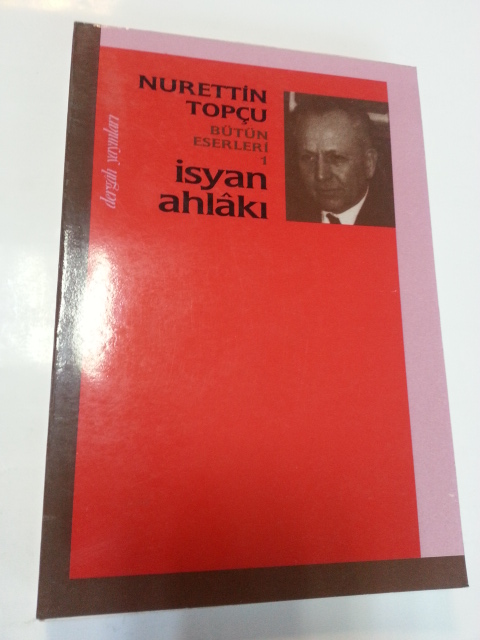 NURETTİN
TOPÇU
BÜTÜN
ESERLERİ
1
isyan
ahlâkı
dergâh yayınları